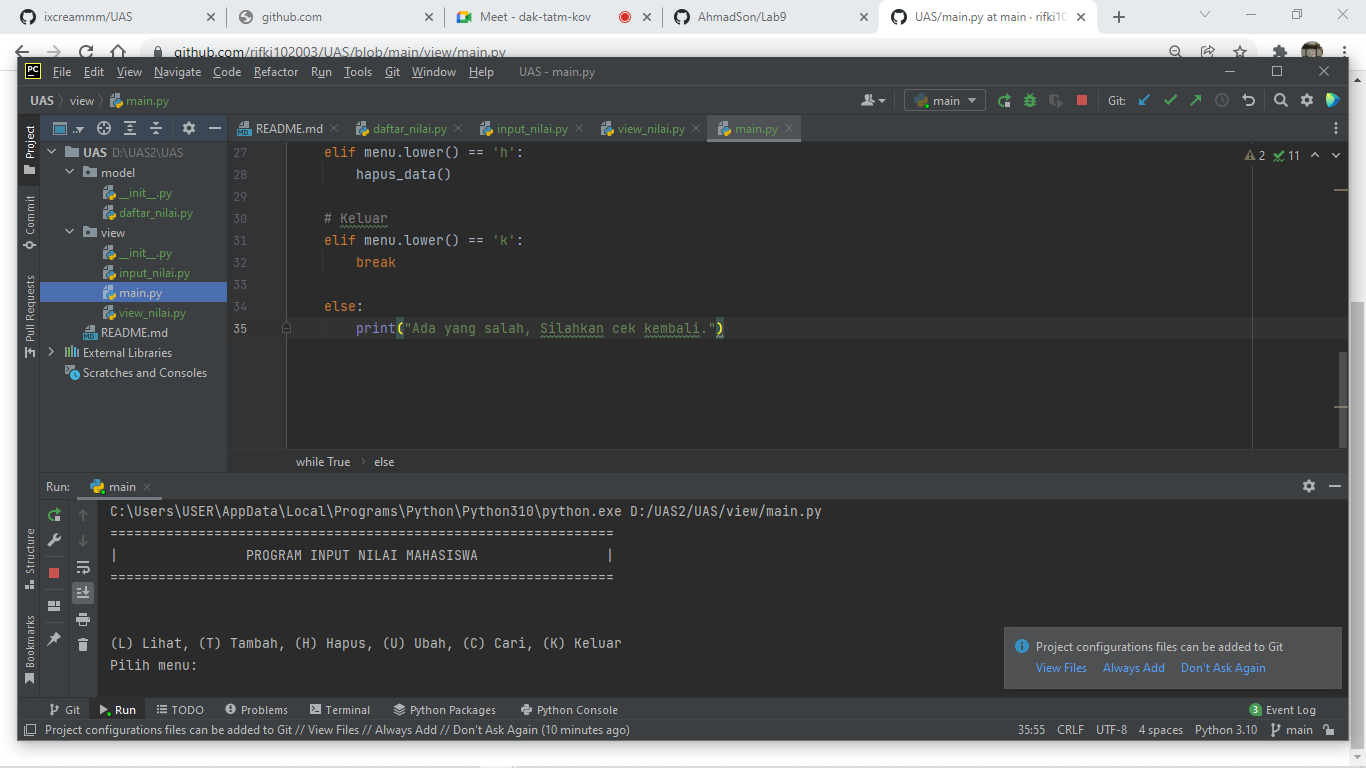 ixcreammm/UAS
github.com
Meet - dak-tatm-kov
AhmadSon/Lab9
UAS/main.py at main · rifki10
github.com/rifki102003/UAS/blob/main/view/main.py
PC File Edit View Navigate Code Refactor Run Tools Git Window Help UAS - main.py
UAS view main.py main Git:
Project
Commit
Pull Requests
Structure
Bookmarks
UAS D:\UAS2\UAS
model
__init__.py
daftar_nilai.py
view
__init__.py
input_nilai.py
main.py
view_nilai.py
README.md
External Libraries
Scratches and Consoles
README.md daftar_nilai.py input_nilai.py view_nilai.py main.py
2 11
27 elif menu.lower() == 'h':
28 hapus_data()
29
30 # Keluar
31 elif menu.lower() == 'k':
32 break
33
34 else:
35 print("Ada yang salah, Silahkan cek kembali.")
while True else
Run: main
C:\Users\USER\AppData\Local\Programs\Python\Python310\python.exe D:/UAS2/UAS/view/main.py
===============================================================
| PROGRAM INPUT NILAI MAHASISWA |
===============================================================
(L) Lihat, (T) Tambah, (H) Hapus, (U) Ubah, (C) Cari, (K) Keluar
Pilih menu:
Project configurations files can be added to Git
View Files Always Add Don't Ask Again
Git Run TODO Problems Terminal Python Packages Python Console 3 Event Log
Project configurations files can be added to Git // View Files // Always Add // Don't Ask Again (10 minutes ago) 35:55 CRLF UTF-8 4 spaces Python 3.10 main